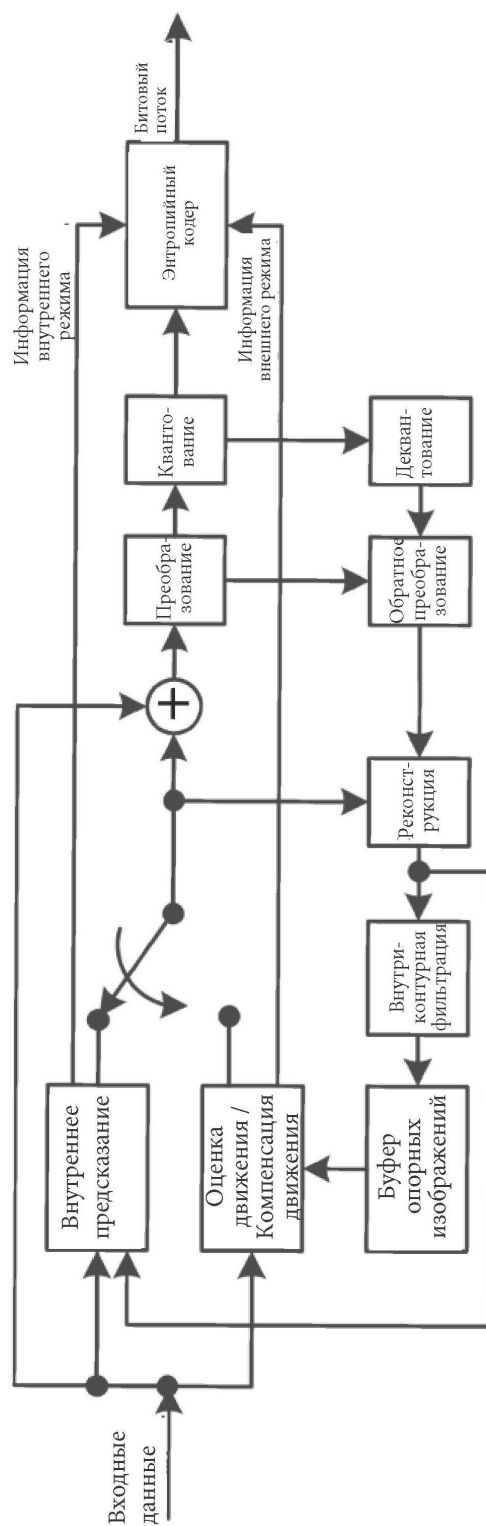 Входные
данные
Внутреннее
предсказание
Оценка
движения /
Компенсация
движения
Буфер
опорных
изображений
Внутри-
контурная
фильтрация
Реконст-
рукция
Обратное
преобра-
зование
Декван-
тование
+
Преобра-
зование
Квантo-
вание
Энтропийный
кодер
Информация
внутреннего
режима
Информация
внешнего режима
Битовый
поток